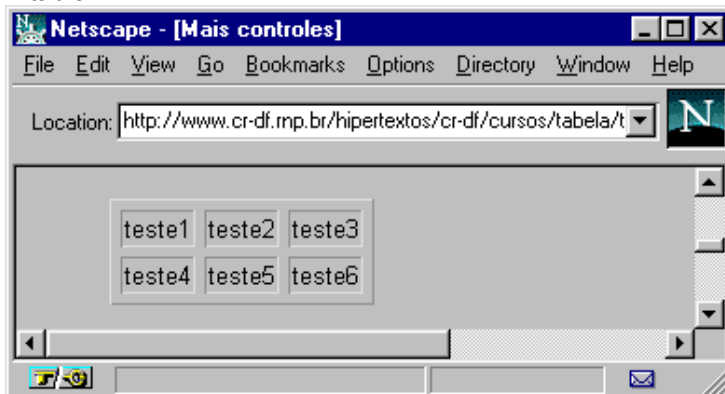 Netscape - [Mais controles]
File Edit View Go Bookmarks Options Directory Window Help
Location: http://www.cr-df.rnp.br/hipertextos/cr-df/cursos/tabela/t
N
teste1 teste2 teste3
teste4 teste5 teste6